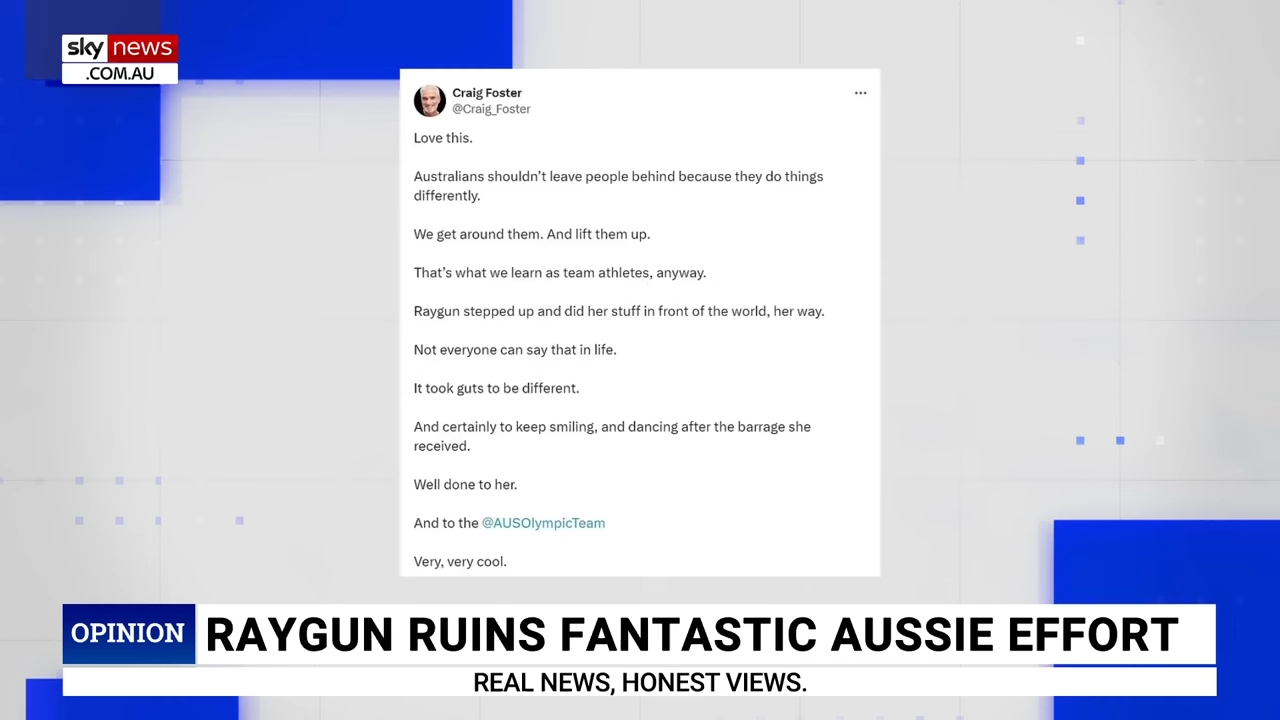 sky news
.COM.AU
Craig Foster
@Craig_Foster
Love this.
Australians shouldn’t leave people behind because they do things
differently.
We get around them. And lift them up.
That’s what we learn as team athletes, anyway.
Raygun stepped up and did her stuff in front of the world, her way.
Not everyone can say that in life.
It took guts to be different.
And certainly to keep smiling, and dancing after the barrage she
received.
Well done to her.
And to the @AUSOlympicTeam
Very, very cool.
OPINION RAYGUN RUINS FANTASTIC AUSSIE EFFORT
REAL NEWS, HONEST VIEWS.